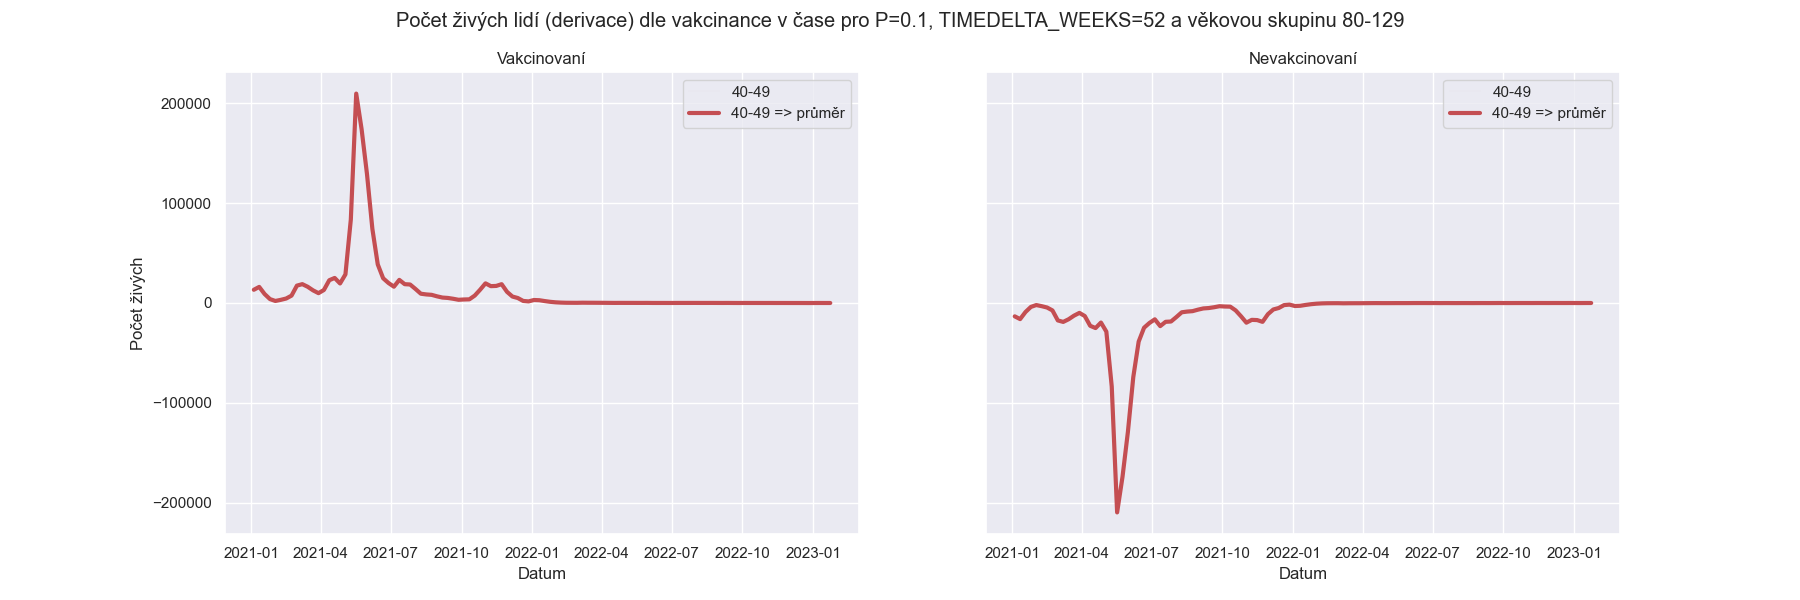 Počet živých lidí (derivace) dle vakcinance v čase pro P=0.1, TIMEDELTA_WEEKS=52 a věkovou skupinu 80-129
Vakcinovaní
40-49
40-49 => průměr
200000
100000
0
−100000
−200000
Počet živých
2021-01 2021-04 2021-07 2021-10 2022-01 2022-04 2022-07 2022-10 2023-01
Datum
Nevakcinovaní
40-49
40-49 => průměr
2021-01 2021-04 2021-07 2021-10 2022-01 2022-04 2022-07 2022-10 2023-01
Datum